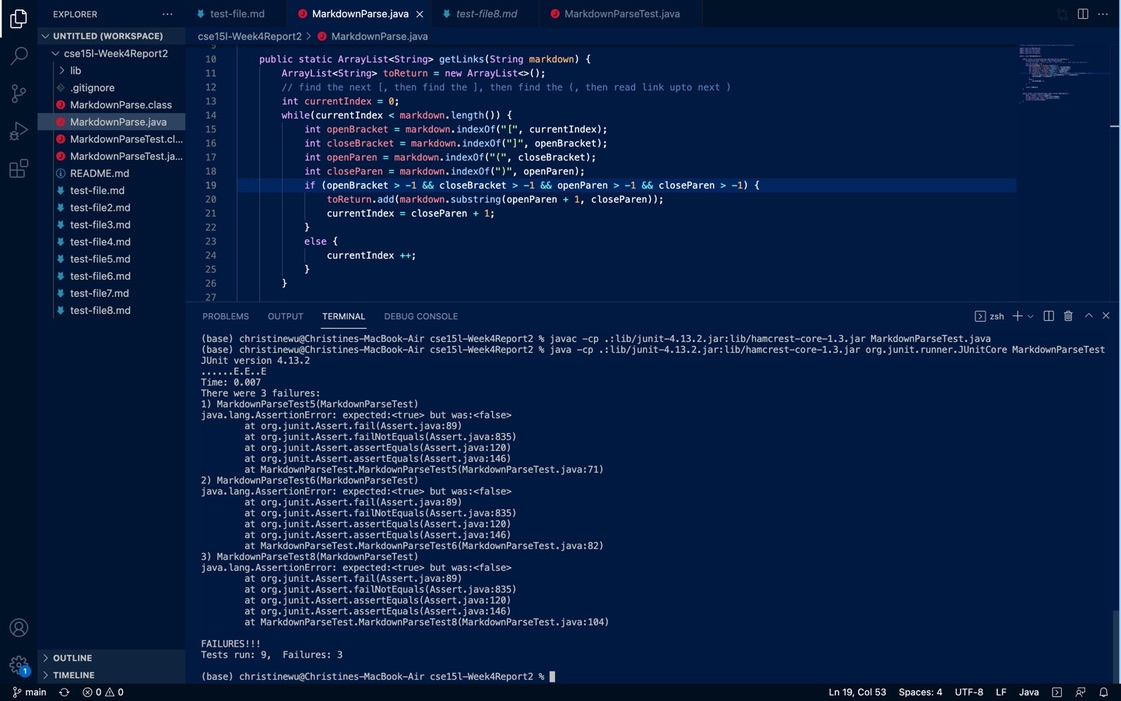 EXPLORER
···
test-file.md
MarkdownParse.java
test-file8.md
MarkdownParseTest.java
···
UNTITLED (WORKSPACE)
cse15l-Week4Report2
lib
.gitignore
MarkdownParse.class
MarkdownParse.java
MarkdownParseTest.cl...
MarkdownParseTest.ja...
README.md
test-file.md
test-file2.md
test-file3.md
test-file4.md
test-file5.md
test-file6.md
test-file7.md
test-file8.md
OUTLINE
TIMELINE
cse15l-Week4Report2 > MarkdownParse.java
10 public static ArrayList<String> getLinks(String markdown) {
11 ArrayList<String> toReturn = new ArrayList<>();
12 // find the next [, then find the ], then find the (, then read link upto next )
13 int currentIndex = 0;
14 while(currentIndex < markdown.length()) {
15 int openBracket = markdown.indexOf("[", currentIndex);
16 int closeBracket = markdown.indexOf("]", openBracket);
17 int openParen = markdown.indexOf("(", closeBracket);
18 int closeParen = markdown.indexOf(")", openParen);
19 if (openBracket > -1 && closeBracket > -1 && openParen > -1 && closeParen > -1) {
20 toReturn.add(markdown.substring(openParen + 1, closeParen));
21 currentIndex = closeParen + 1;
22 }
23 else {
24 currentIndex ++;
25 }
26 }
27
PROBLEMS OUTPUT TERMINAL DEBUG CONSOLE
zsh
(base) christinewu@Christines-MacBook-Air cse15l-Week4Report2 % javac -cp .:lib/junit-4.13.2.jar:lib/hamcrest-core-1.3.jar MarkdownParseTest.java
(base) christinewu@Christines-MacBook-Air cse15l-Week4Report2 % java -cp .:lib/junit-4.13.2.jar:lib/hamcrest-core-1.3.jar org.junit.runner.JUnitCore MarkdownParseTest
JUnit version 4.13.2
......E.E..E
Time: 0.007
There were 3 failures:
1) MarkdownParseTest5(MarkdownParseTest)
java.lang.AssertionError: expected:<true> but was:<false>
at org.junit.Assert.fail(Assert.java:89)
at org.junit.Assert.failNotEquals(Assert.java:835)
at org.junit.Assert.assertEquals(Assert.java:120)
at org.junit.Assert.assertEquals(Assert.java:146)
at MarkdownParseTest.MarkdownParseTest5(MarkdownParseTest.java:71)
2) MarkdownParseTest6(MarkdownParseTest)
java.lang.AssertionError: expected:<true> but was:<false>
at org.junit.Assert.fail(Assert.java:89)
at org.junit.Assert.failNotEquals(Assert.java:835)
at org.junit.Assert.assertEquals(Assert.java:120)
at org.junit.Assert.assertEquals(Assert.java:146)
at MarkdownParseTest.MarkdownParseTest6(MarkdownParseTest.java:82)
3) MarkdownParseTest8(MarkdownParseTest)
java.lang.AssertionError: expected:<true> but was:<false>
at org.junit.Assert.fail(Assert.java:89)
at org.junit.Assert.failNotEquals(Assert.java:835)
at org.junit.Assert.assertEquals(Assert.java:120)
at org.junit.Assert.assertEquals(Assert.java:146)
at MarkdownParseTest.MarkdownParseTest8(MarkdownParseTest.java:104)
FAILURES!!!
Tests run: 9, Failures: 3
(base) christinewu@Christines-MacBook-Air cse15l-Week4Report2 %
1
main 0 0
Ln 19, Col 53 Spaces: 4 UTF-8 LF Java